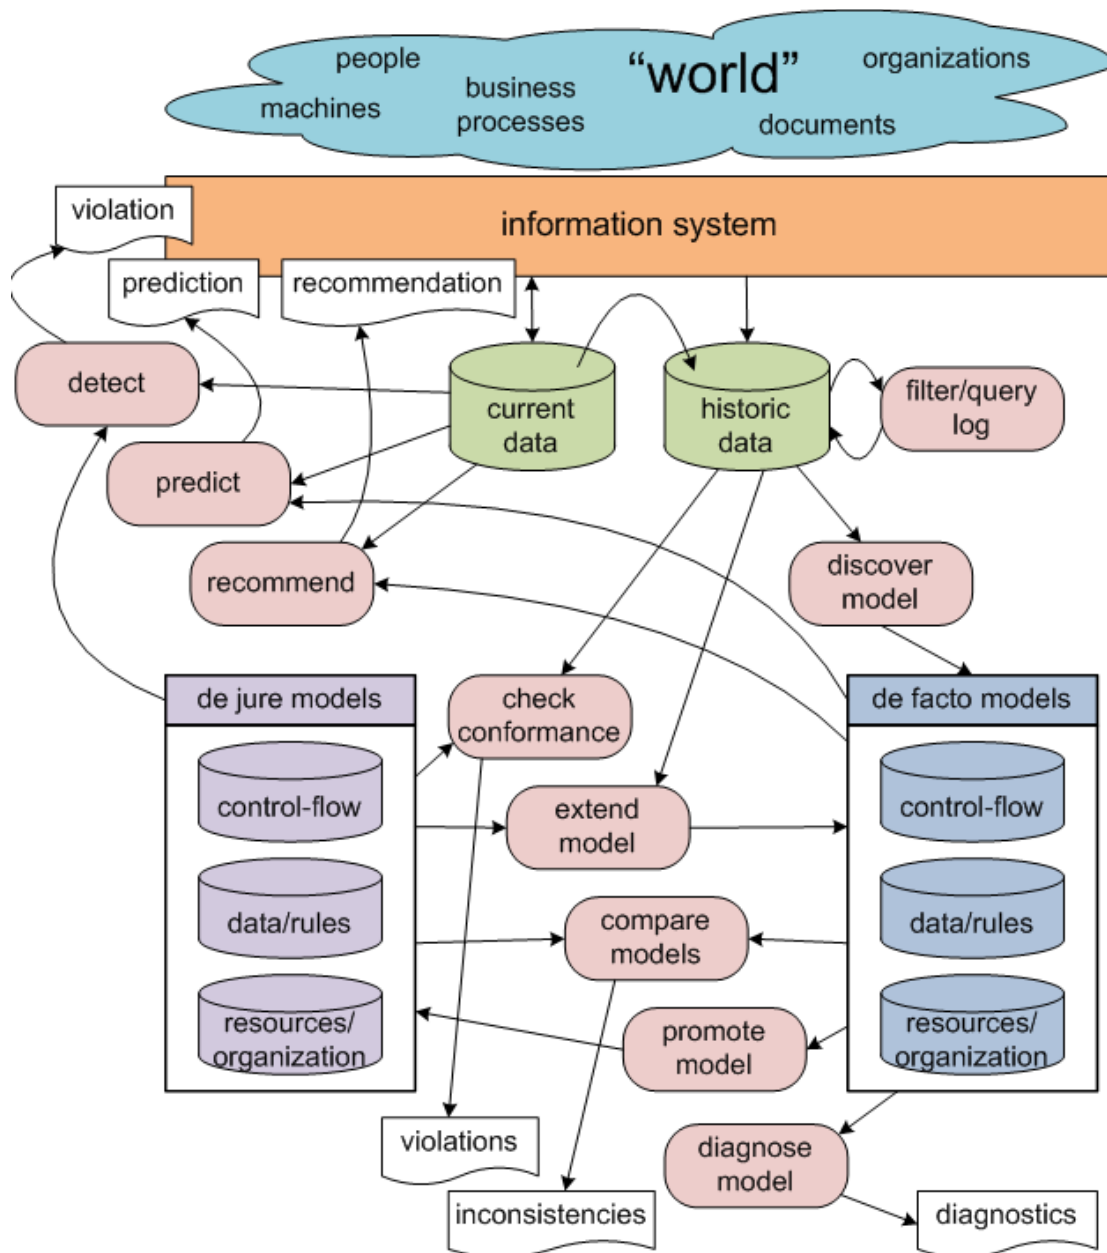 people
"world"
organizations
machines
business
processes
documents
violation
information system
prediction
recommendation
detect
current
data
historic
data
filter/query
log
predict
recommend
discover
model
de jure models
check
conformance
de facto models
control-flow
extend
model
control-flow
data/rules
compare
models
data/rules
resources/
organization
promote
model
resources/
organization
violations
diagnose
model
inconsistencies
diagnostics